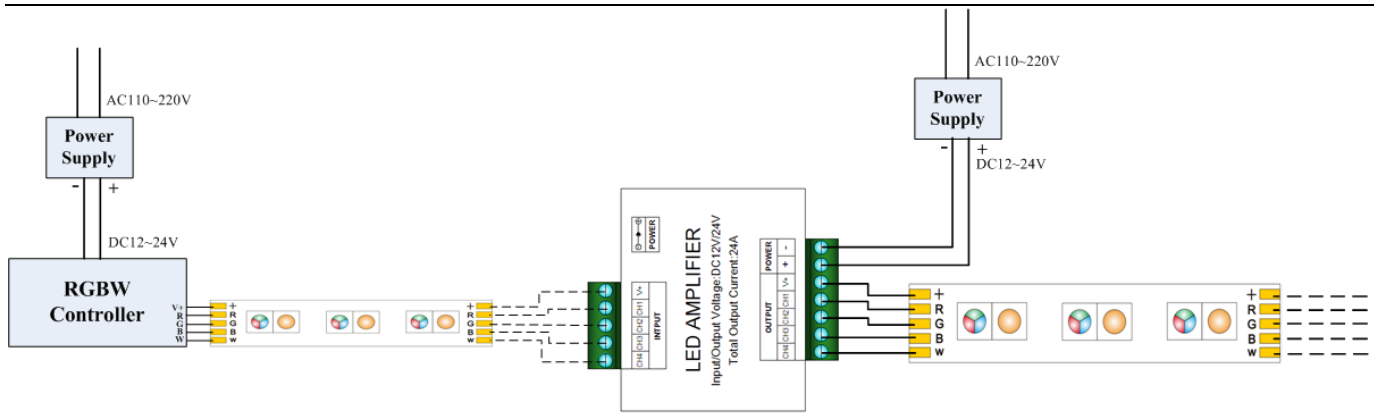 AC110~220V
Power
Supply
- +
DC12~24V
RGBW
Controller
V+
R
G
B
W
+
R
G
B
W
+
R
G
B
W
POWER
V+
CH1
CH2
CH3
CH4
INTPUT
LED AMPLIFIER
Input/Output Voltage:DC12V/24V
Total Output Current:24A
POWER
- +
OUTPUT
V+
CH1
CH2
CH3
CH4
AC110~220V
Power
Supply
- +
DC12~24V
+
R
G
B
W
+
R
G
B
W